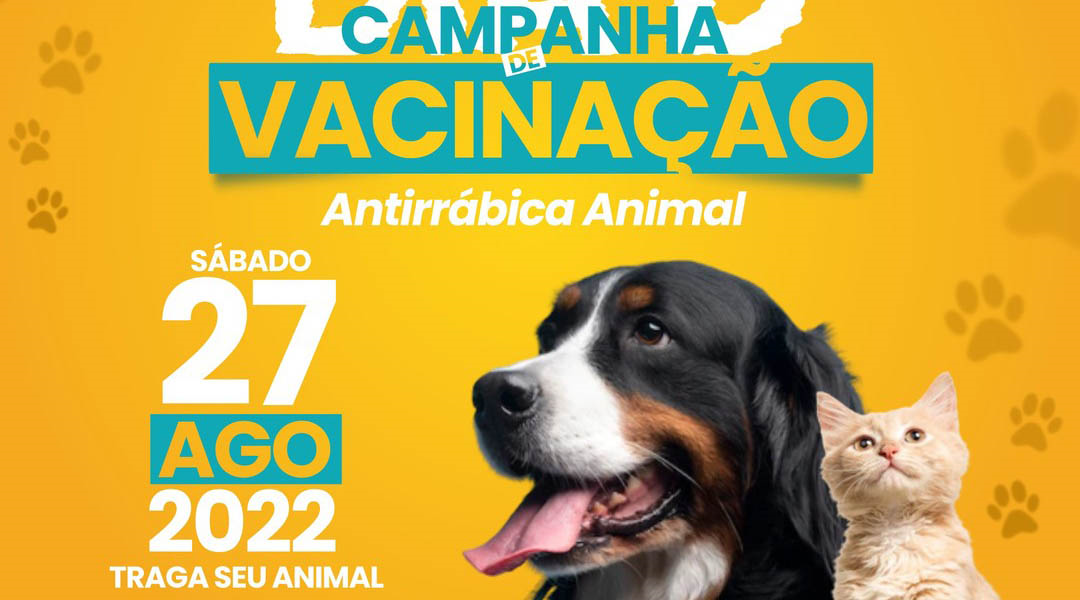 CAMPANHA
DE
VACINAÇÃO
Antirrábica Animal
SÁBADO
27
AGO
2022
TRAGA SEU ANIMAL